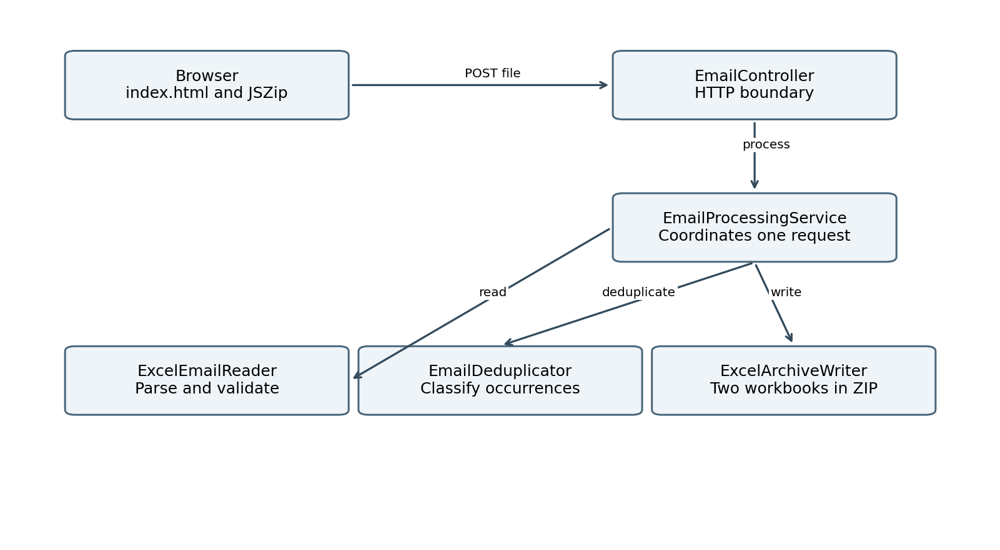 Browser
index.html and JSZip
POST file
EmailController
HTTP boundary
process
EmailProcessingService
Coordinates one request
read
deduplicate
write
ExcelEmailReader
Parse and validate
EmailDeduplicator
Classify occurrences
ExcelArchiveWriter
Two workbooks in ZIP